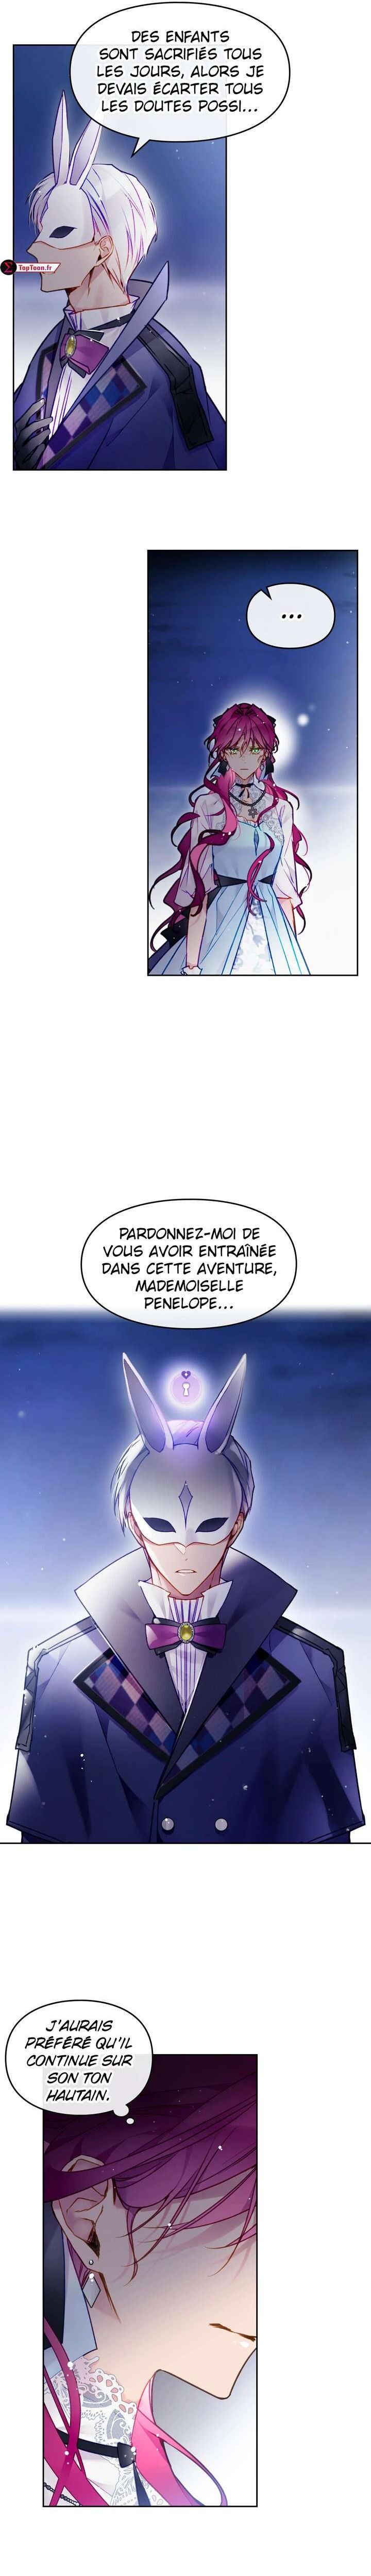 DES ENFANTS
SONT SACRIFIÉS TOUS
LES JOURS, ALORS JE
DEVAIS ÉCARTER TOUS
LES DOUTES POSSI...
TopToon.fr
...
PARDONNEZ-MOI DE
VOUS AVOIR ENTRAÎNÉE
DANS CETTE AVENTURE,
MADEMOISELLE
PENELOPE...
J'AURAIS
PRÉFÉRÉ QU'IL
CONTINUE SUR
SON TON
HAUTAIN.